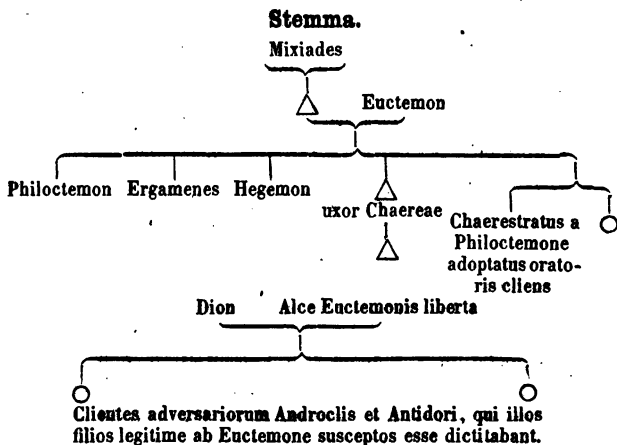 Stemma.
Mixiades
Euctemon
Philoctemon Ergamenes Hegemon
uxor Chaereae
Chaerestratus a
Philoctemone
adoptatus orato-
ris cliens
Dion Alce Euctemonis liberta
Clientes adversariorum Androclis et Antidori, qui illos
filios legitime ab Euctemone susceptos esse dictitabant.